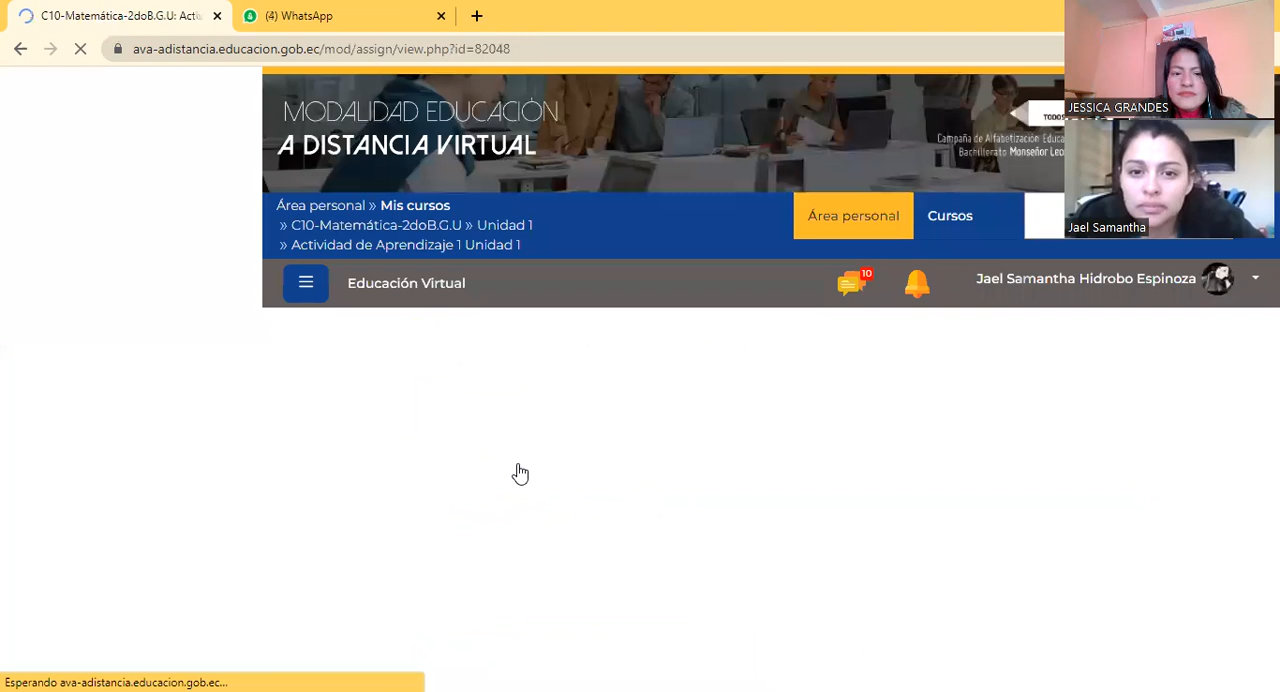 C10-Matemática-2doB.G.U: Acti
(4) WhatsApp
ava-adistancia.educacion.gob.ec/mod/assign/view.php?id=82048
JESSICA GRANDES
MODALIDAD EDUCACIÓN
A DISTANCIA VIRTUAL
TODOS
Campaña de Alfabetización Educa
Bachillerato Monseñor Leo
Jael Samantha
Área personal » Mis cursos
» C10-Matemática-2doB.G.U » Unidad 1
» Actividad de Aprendizaje 1 Unidad 1
Área personal
Cursos
Educación Virtual
10
Jael Samantha Hidrobo Espinoza
Esperando ava-adistancia.educacion.gob.ec...